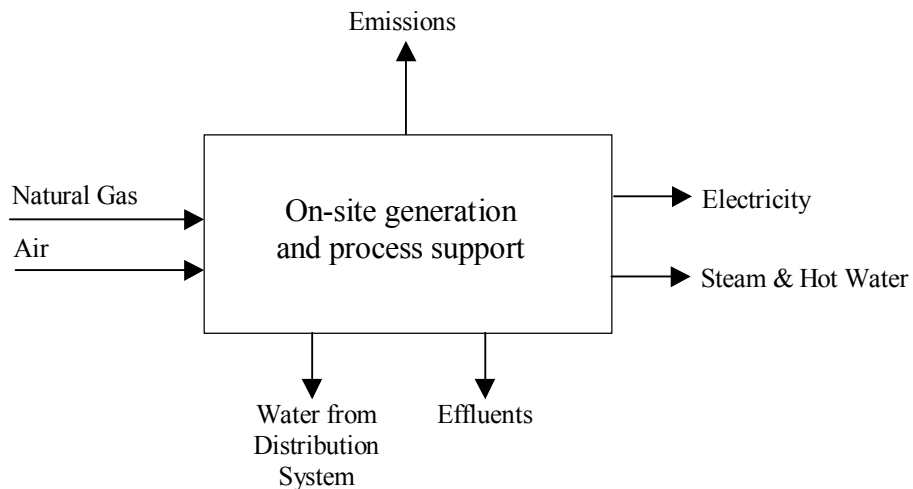 Emissions
Natural Gas
Air
On-site generation
and process support
Electricity
Steam & Hot Water
Water from
Distribution
System
Effluents